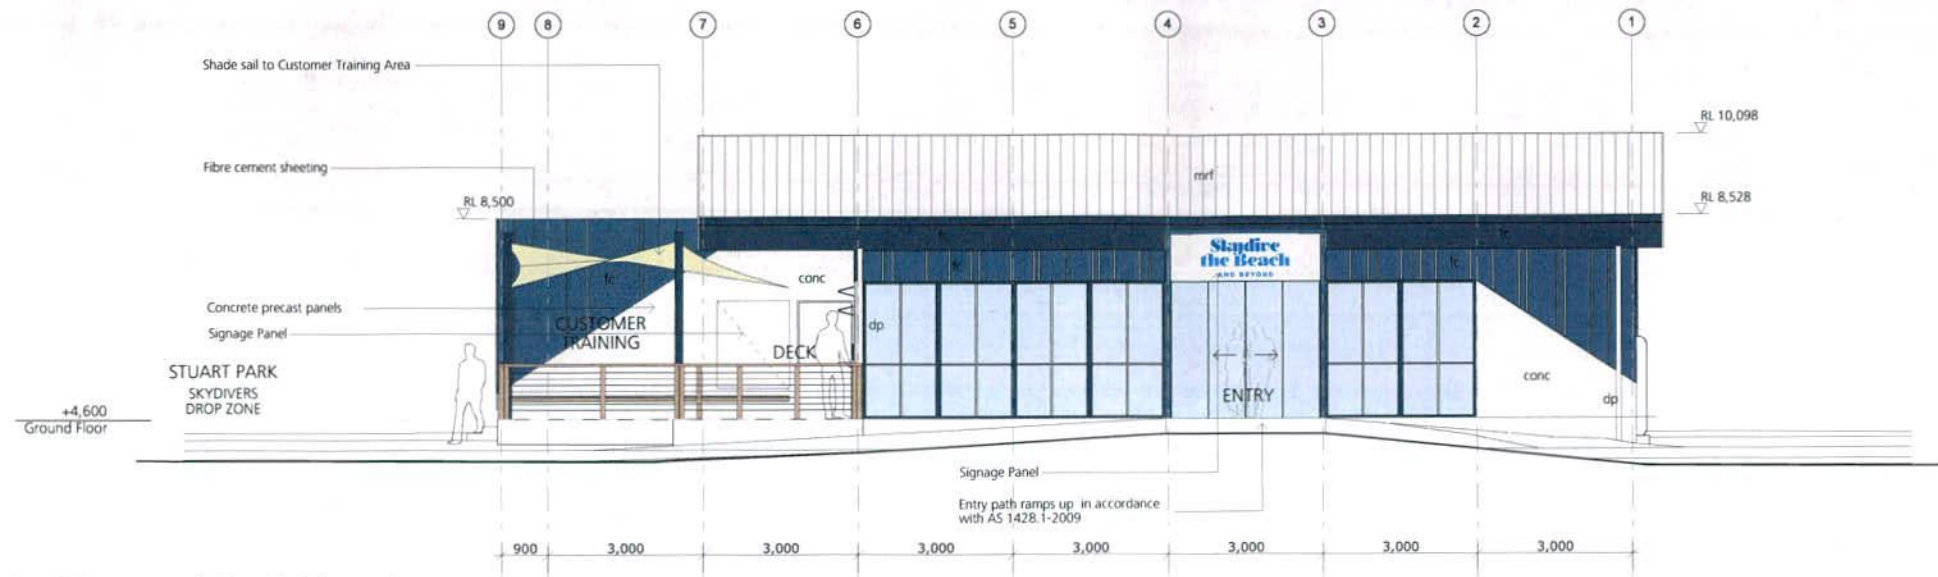 9 8 7 6 5 4 3 2 1
Shade sail to Customer Training Area
RL 10,098
Fibre cement sheeting
mrf
RL 8,500
RL 8,528
fc
fc
Skydive
the Beach
AND BEYOND
fc
fc
fc
conc
Concrete precast panels
CUSTOMER
TRAINING
Signage Panel
dp
DECK
STUART PARK
SKYDIVERS
DROP ZONE
ENTRY
conc
dp
+4,600
Ground Floor
Signage Panel
Entry path ramps up in accordance
with AS 1428.1-2009
900 3,000 3,000 3,000 3,000 3,000 3,000 3,000